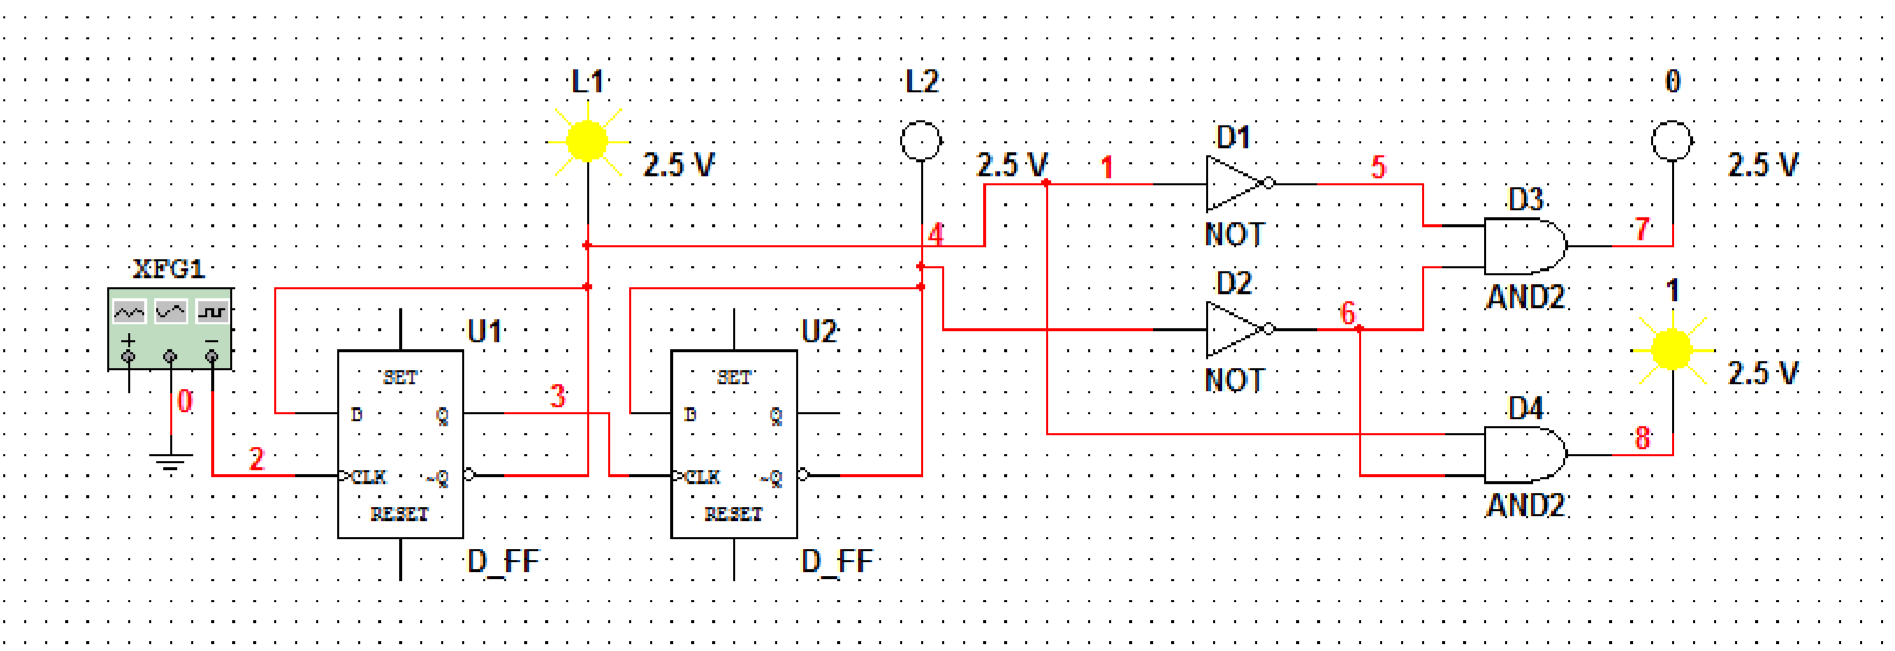 L1
L2
0
2.5 V
2.5 V
1
D1
5
2.5 V
NOT
D3
4
7
XFG1
D2
AND2
1
+
−
U1
U2
6
2.5 V
SET
SET
NOT
0
D
Q
3
D
Q
D4
2
CLK
~Q
CLK
~Q
8
RESET
RESET
AND2
D_FF
D_FF